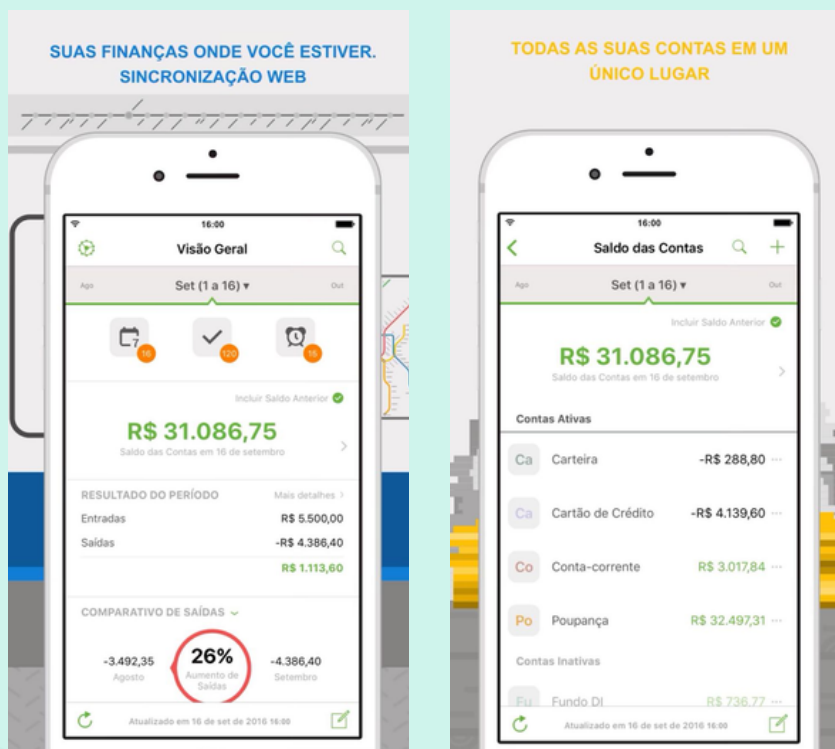 SUAS FINANÇAS ONDE VOCÊ ESTIVER.
SINCRONIZAÇÃO WEB
16:00
Visão Geral
Ago
Set (1 a 16) ▾
Out
7
16
120
15
Incluir Saldo Anterior
R$ 31.086,75
Saldo das Contas em 16 de setembro
RESULTADO DO PERÍODO
Mais detalhes
Entradas
R$ 5.500,00
Saídas
-R$ 4.386,40
R$ 1.113,60
COMPARATIVO DE SAÍDAS
-3.492,35
Agosto
26%
Aumento de
Saídas
-4.386,40
Setembro
Atualizado em 16 de set de 2016 16:00
TODAS AS SUAS CONTAS EM UM
ÚNICO LUGAR
16:00
Saldo das Contas
Ago
Set (1 a 16) ▾
Out
Incluir Saldo Anterior
R$ 31.086,75
Saldo das Contas em 16 de setembro
Contas Ativas
Ca
Carteira
-R$ 288,80
Ca
Cartão de Crédito
-R$ 4.139,60
Co
Conta-corrente
R$ 3.017,84
Po
Poupança
R$ 32.497,31
Contas Inativas
Fu
Fundo DI
R$ 736,77
Atualizado em 16 de set de 2016 16:00